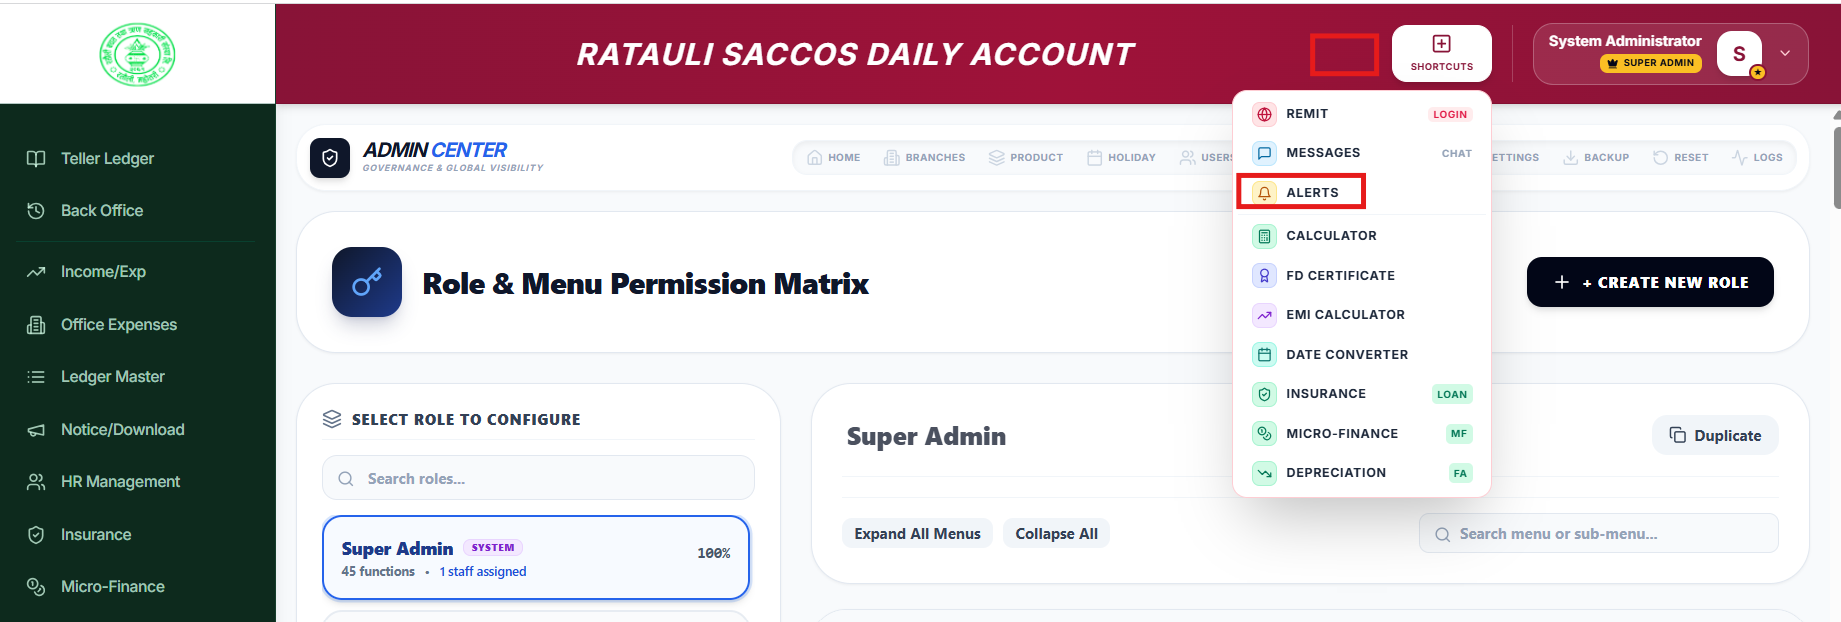 RATAULI SACCOS DAILY ACCOUNT
SHORTCUTS
System Administrator
SUPER ADMIN
S
Teller Ledger
Back Office
Income/Exp
Office Expenses
Ledger Master
Notice/Download
HR Management
Insurance
Micro-Finance
ADMIN CENTER
GOVERNANCE & GLOBAL VISIBILITY
HOME
BRANCHES
PRODUCT
HOLIDAY
USERS
ETTINGS
BACKUP
RESET
LOGS
REMIT LOGIN
MESSAGES CHAT
ALERTS
CALCULATOR
FD CERTIFICATE
EMI CALCULATOR
DATE CONVERTER
INSURANCE LOAN
MICRO-FINANCE MF
DEPRECIATION FA
Role & Menu Permission Matrix
+ CREATE NEW ROLE
SELECT ROLE TO CONFIGURE
Search roles...
Super Admin SYSTEM
100%
45 functions • 1 staff assigned
Super Admin
Duplicate
Expand All Menus
Collapse All
Search menu or sub-menu...